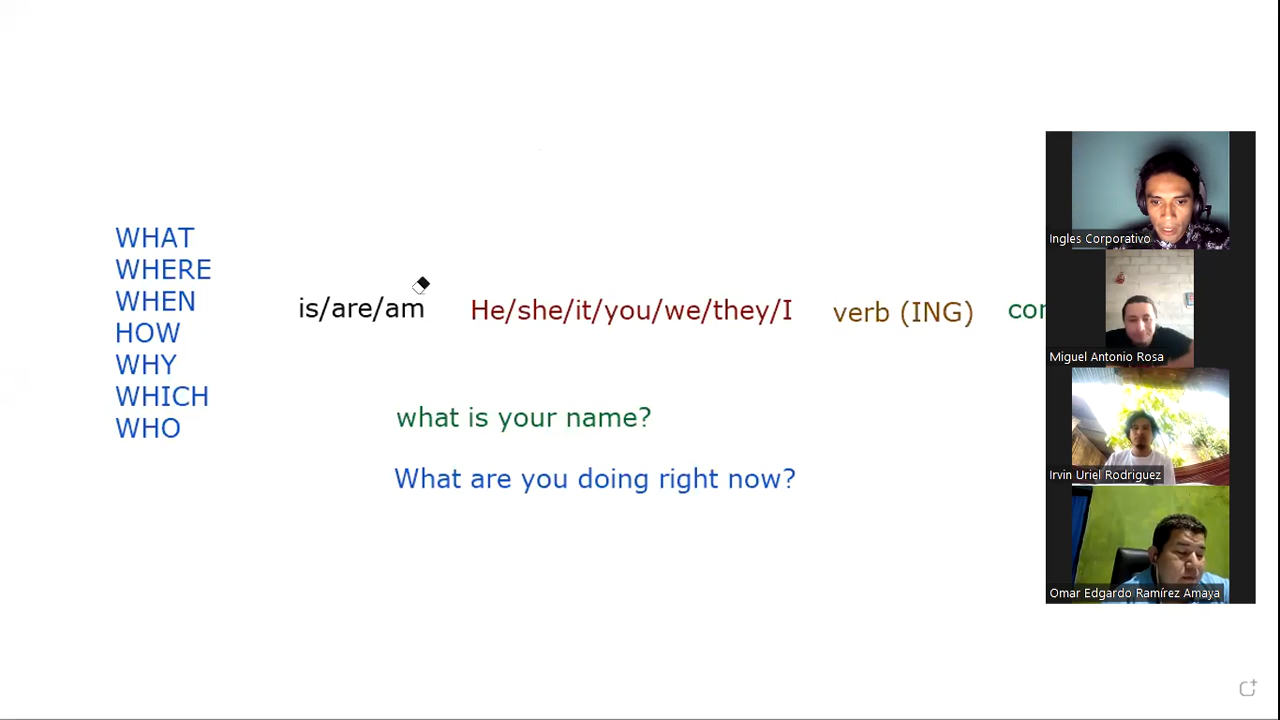 WHAT
WHERE
WHEN
HOW
WHY
WHICH
WHO
is/are/am He/she/it/you/we/they/I verb (ING)
what is your name?
What are you doing right now?
Ingles Corporativo
Miguel Antonio Rosa
Irvin Uriel Rodriguez
Omar Edgardo Ramírez Amaya